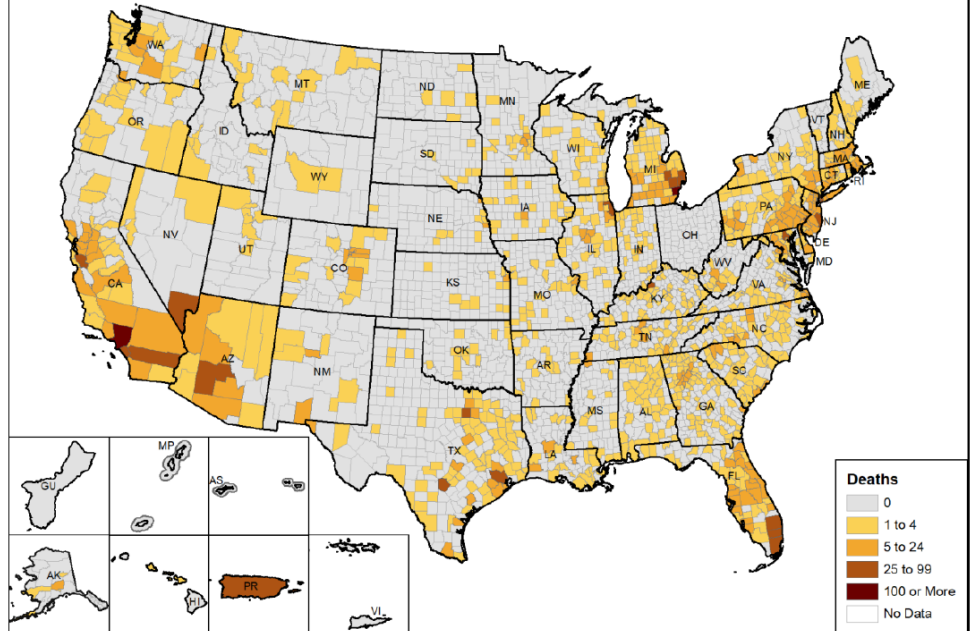 WA
MT
ND
MN
ME
OR
ID
SD
WI
MI
NY
VT
NH
MA
CT
RI
WY
IA
PA
NJ
NE
NV
UT
CO
IL
IN
OH
DE
MD
WV
VA
CA
KS
MO
KY
NC
TN
AZ
NM
OK
AR
SC
MS
AL
GA
TX
LA
FL
GU
MP
AS
AK
HI
PR
VI
Deaths
0
1 to 4
5 to 24
25 to 99
100 or More
No Data